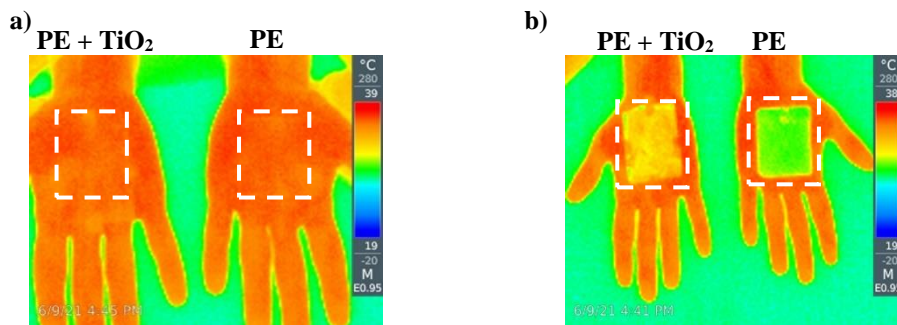 a)
PE + TiO₂ PE
°C
280
39
19
-20
M
E0.95
6/9/21 4:45 PM
b)
PE + TiO₂ PE
°C
280
38
19
-20
M
E0.95
6/9/21 4:41 PM